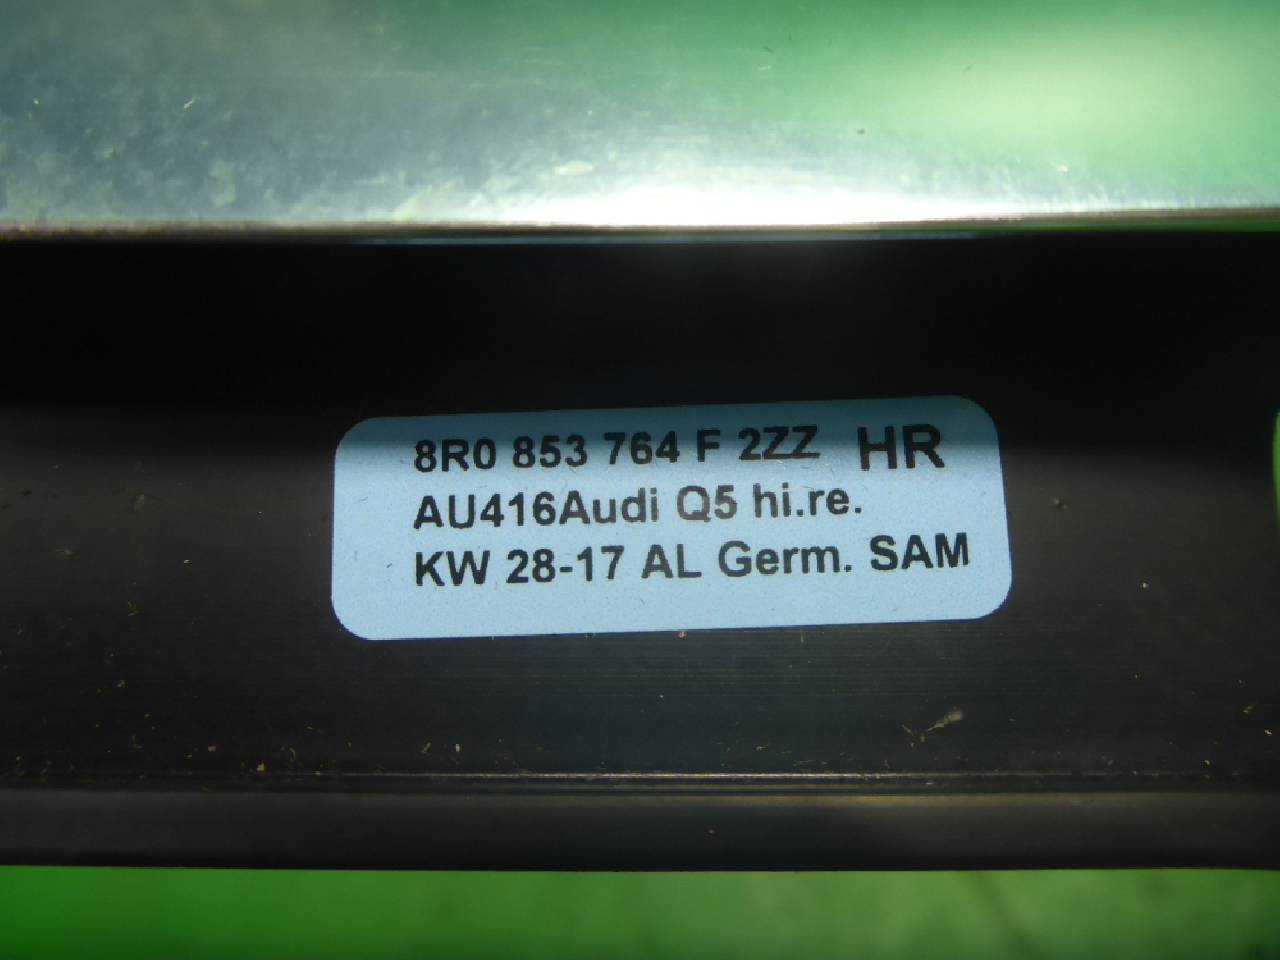 8R0 853 764 F 2ZZ HR
AU416Audi Q5 hi.re.
KW 28-17 AL Germ. SAM